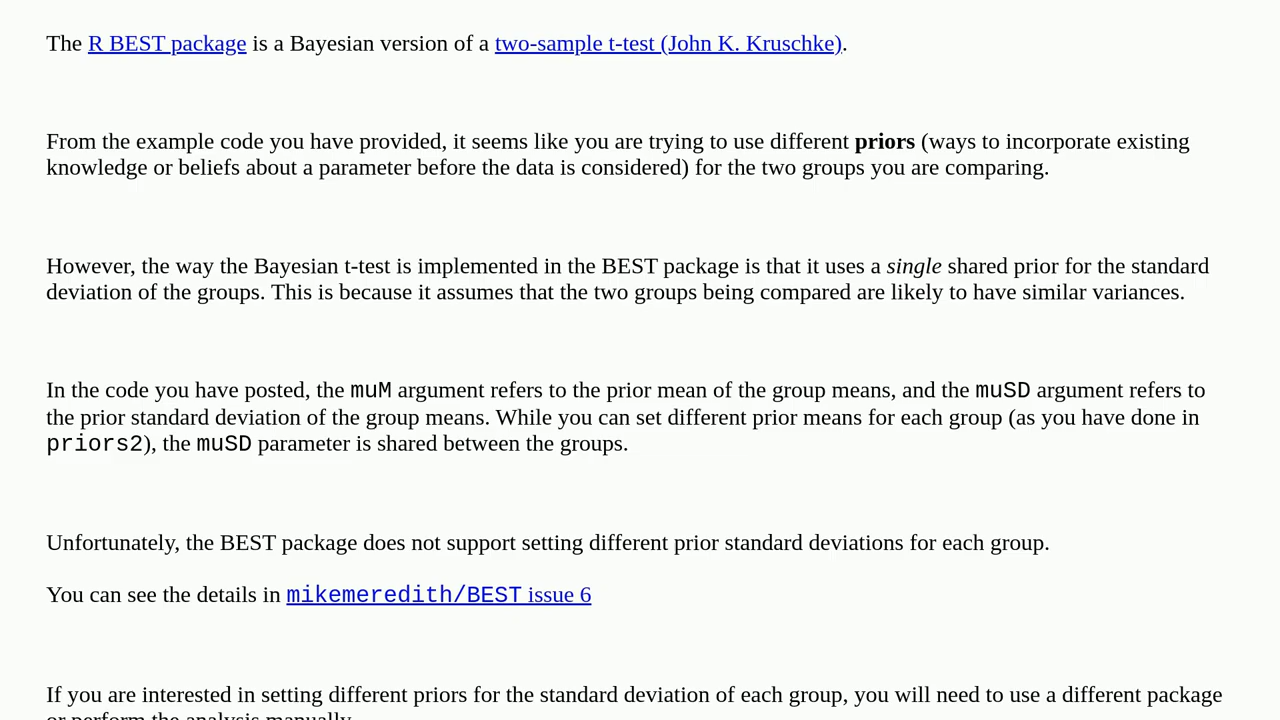 The R BEST package is a Bayesian version of a two-sample t-test (John K. Kruschke).
From the example code you have provided, it seems like you are trying to use different priors (ways to incorporate existing
knowledge or beliefs about a parameter before the data is considered) for the two groups you are comparing.
However, the way the Bayesian t-test is implemented in the BEST package is that it uses a single shared prior for the standard
deviation of the groups. This is because it assumes that the two groups being compared are likely to have similar variances.
In the code you have posted, the muM argument refers to the prior mean of the group means, and the muSD argument refers to
the prior standard deviation of the group means. While you can set different prior means for each group (as you have done in
priors2), the muSD parameter is shared between the groups.
Unfortunately, the BEST package does not support setting different prior standard deviations for each group.
You can see the details in mikemeredith/BEST issue 6
If you are interested in setting different priors for the standard deviation of each group, you will need to use a different package
or perform the analysis manually.